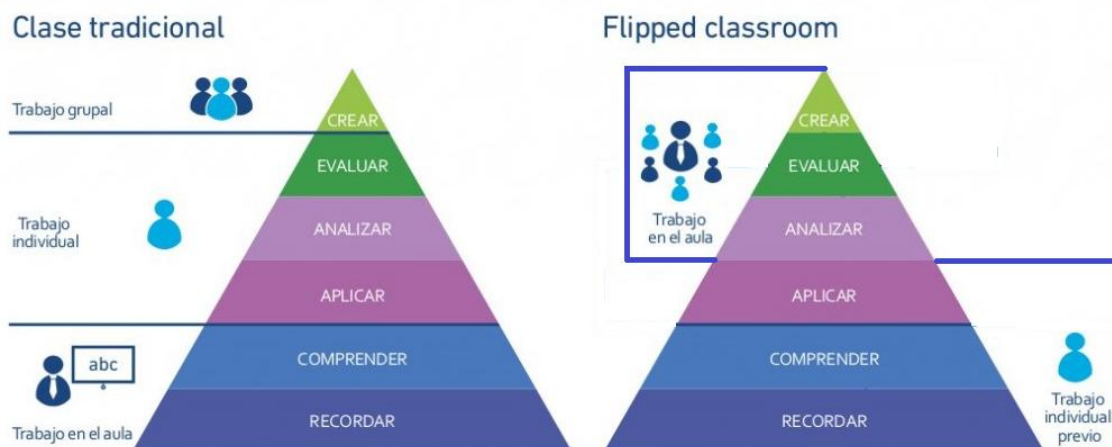 Clase tradicional
Trabajo grupal
Trabajo
individual
abc
Trabajo en el aula
CREAR
EVALUAR
ANALIZAR
APLICAR
COMPRENDER
RECORDAR
Flipped classroom
Trabajo
en el aula
CREAR
EVALUAR
ANALIZAR
APLICAR
COMPRENDER
RECORDAR
Trabajo
individual
previo